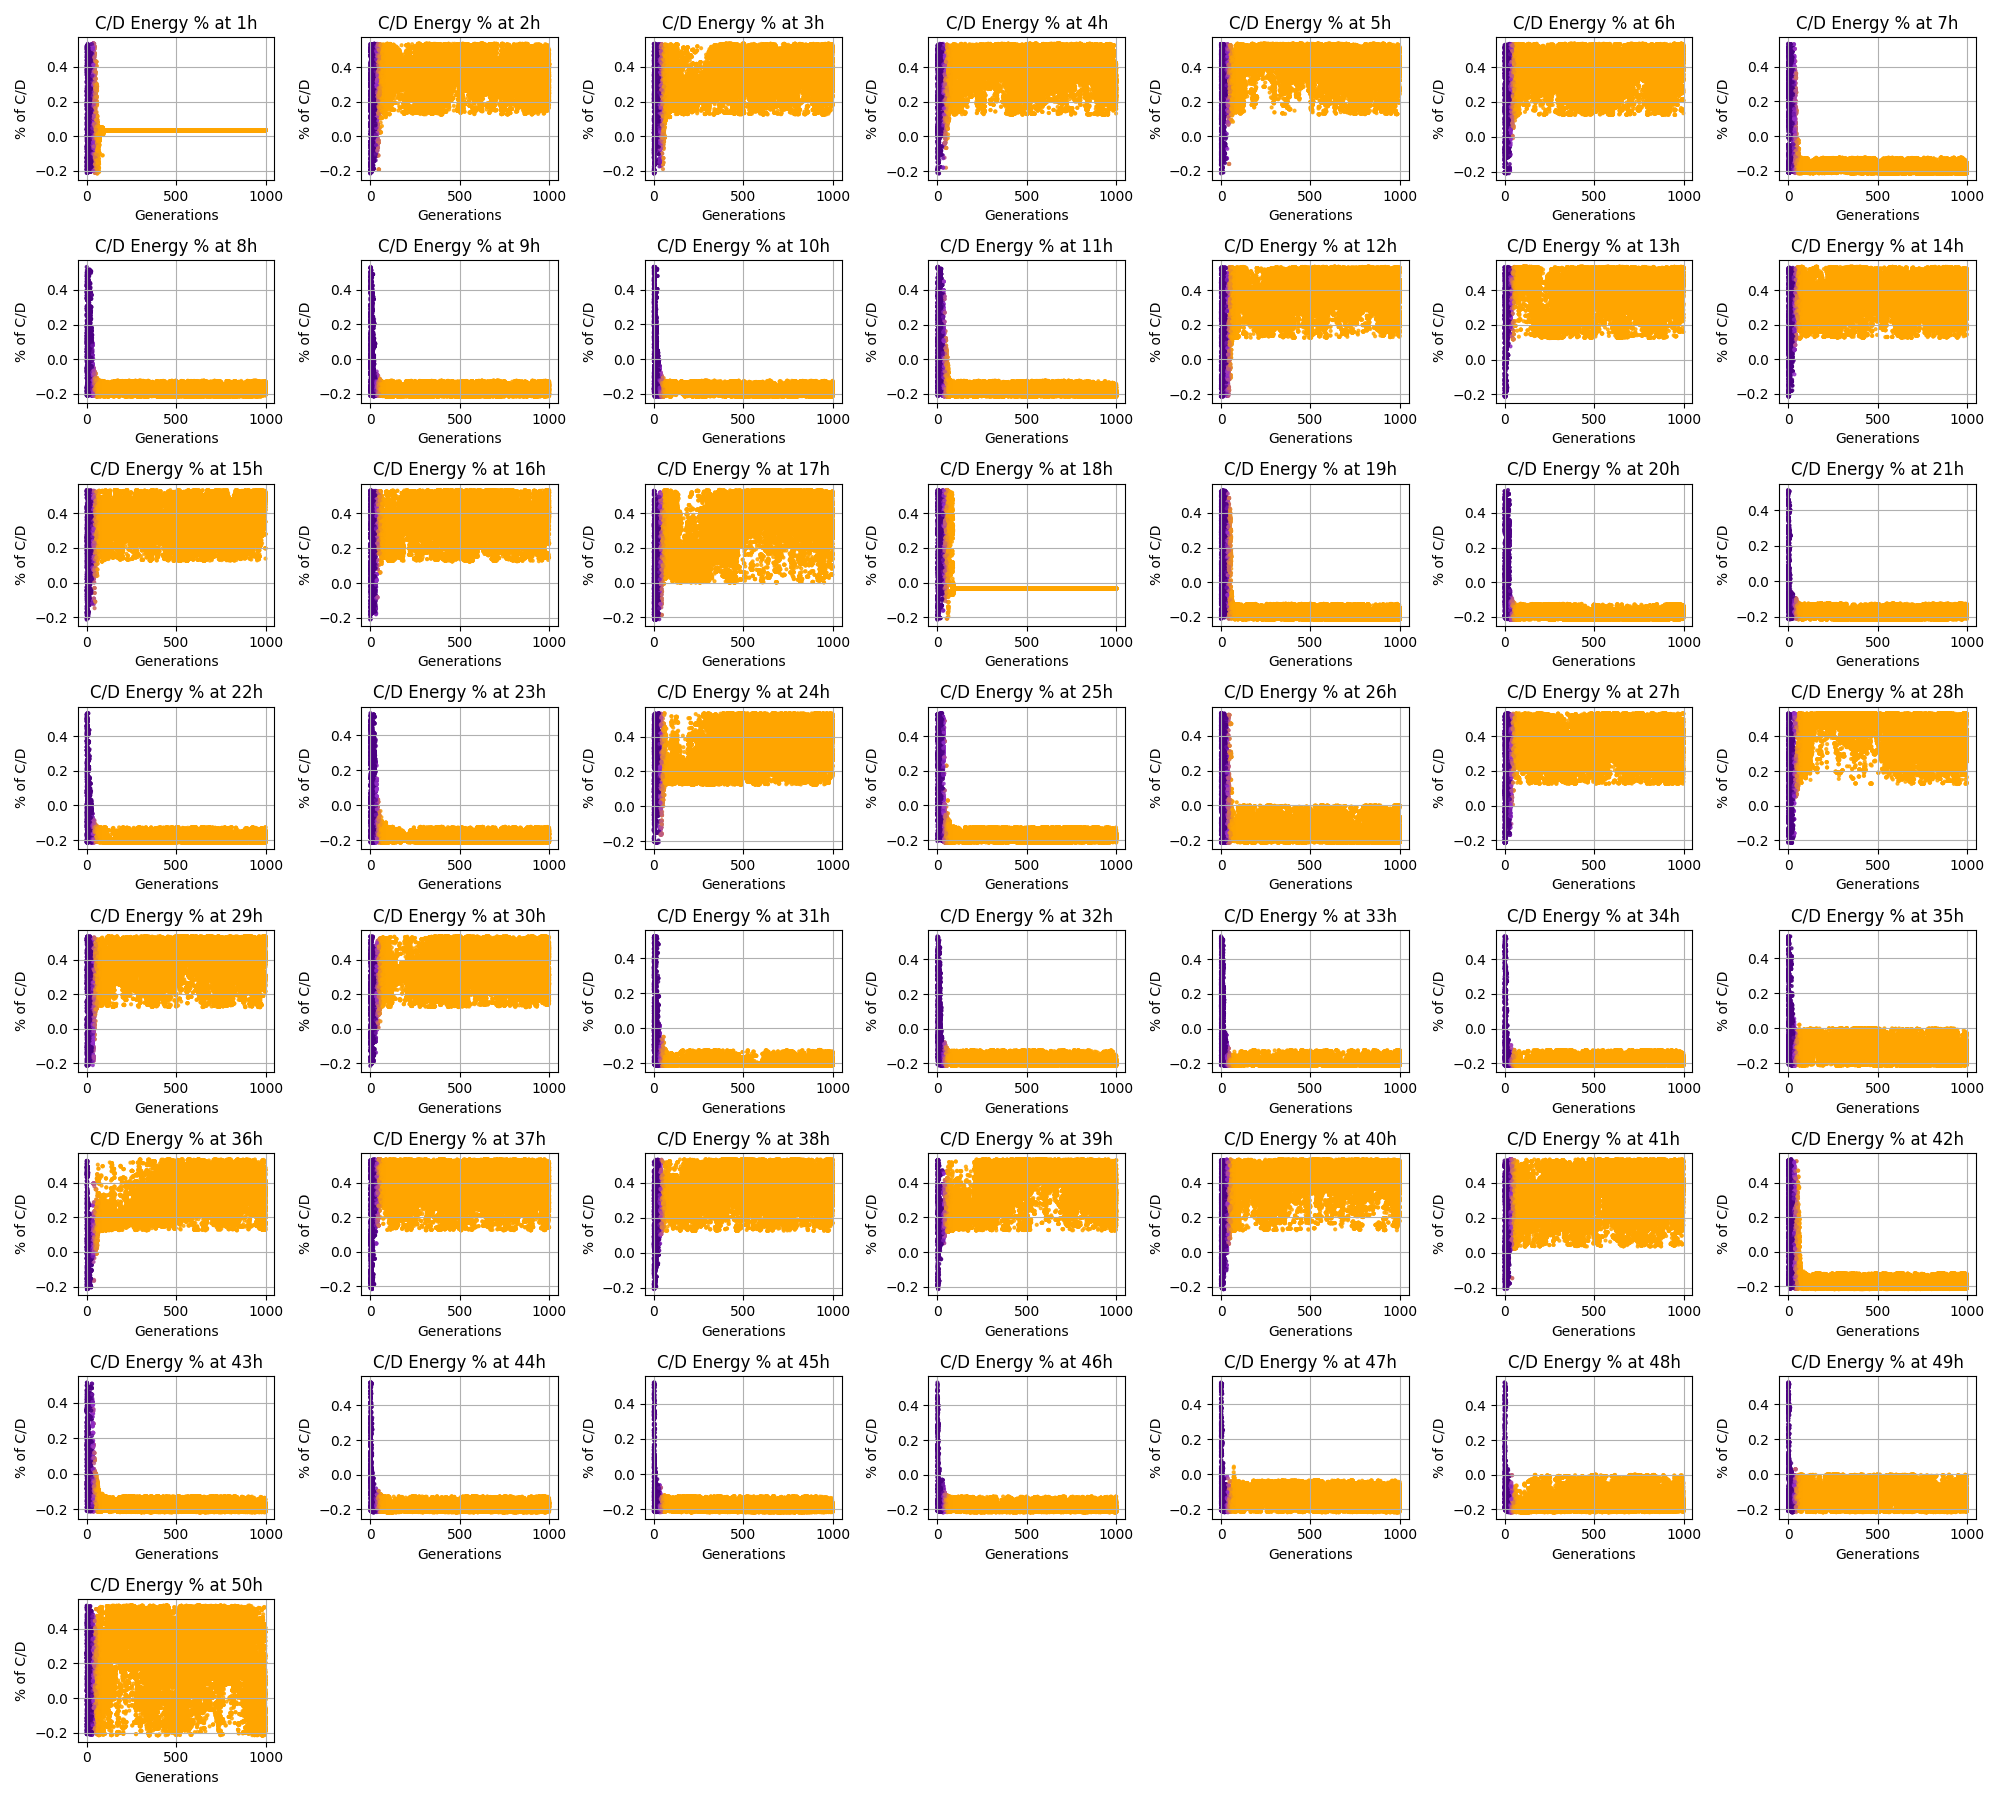 C/D Energy % at 1h C/D Energy % at 2h C/D Energy % at 3h C/D Energy % at 4h C/D Energy % at 5h C/D Energy % at 6h C/D Energy % at 7h
0.4 0.4 0.4 0.4 0.4 0.4 0.4
0.2 0.2 0.2 0.2 0.2 0.2 0.2
% of C/D % of C/D % of C/D % of C/D % of C/D % of C/D % of C/D
0.0 0.0 0.0 0.0 0.0 0.0 0.0
−0.2 −0.2 −0.2 −0.2 −0.2 −0.2 −0.2
0 500 1000 0 500 1000 0 500 1000 0 500 1000 0 500 1000 0 500 1000 0 500 1000
Generations Generations Generations Generations Generations Generations Generations
C/D Energy % at 8h C/D Energy % at 9h C/D Energy % at 10h C/D Energy % at 11h C/D Energy % at 12h C/D Energy % at 13h C/D Energy % at 14h
0.4 0.4 0.4 0.4 0.4 0.4 0.4
0.2 0.2 0.2 0.2 0.2 0.2 0.2
% of C/D % of C/D % of C/D % of C/D % of C/D % of C/D % of C/D
0.0 0.0 0.0 0.0 0.0 0.0 0.0
−0.2 −0.2 −0.2 −0.2 −0.2 −0.2 −0.2
0 500 1000 0 500 1000 0 500 1000 0 500 1000 0 500 1000 0 500 1000 0 500 1000
Generations Generations Generations Generations Generations Generations Generations
C/D Energy % at 15h C/D Energy % at 16h C/D Energy % at 17h C/D Energy % at 18h C/D Energy % at 19h C/D Energy % at 20h C/D Energy % at 21h
0.4 0.4 0.4 0.4 0.4 0.4 0.4
0.2 0.2 0.2 0.2 0.2 0.2 0.2
% of C/D % of C/D % of C/D % of C/D % of C/D % of C/D % of C/D
0.0 0.0 0.0 0.0 0.0 0.0 0.0
−0.2 −0.2 −0.2 −0.2 −0.2 −0.2 −0.2
0 500 1000 0 500 1000 0 500 1000 0 500 1000 0 500 1000 0 500 1000 0 500 1000
Generations Generations Generations Generations Generations Generations Generations
C/D Energy % at 22h C/D Energy % at 23h C/D Energy % at 24h C/D Energy % at 25h C/D Energy % at 26h C/D Energy % at 27h C/D Energy % at 28h
0.4 0.4 0.4 0.4 0.4 0.4 0.4
0.2 0.2 0.2 0.2 0.2 0.2 0.2
% of C/D % of C/D % of C/D % of C/D % of C/D % of C/D % of C/D
0.0 0.0 0.0 0.0 0.0 0.0 0.0
−0.2 −0.2 −0.2 −0.2 −0.2 −0.2 −0.2
0 500 1000 0 500 1000 0 500 1000 0 500 1000 0 500 1000 0 500 1000 0 500 1000
Generations Generations Generations Generations Generations Generations Generations
C/D Energy % at 29h C/D Energy % at 30h C/D Energy % at 31h C/D Energy % at 32h C/D Energy % at 33h C/D Energy % at 34h C/D Energy % at 35h
0.4 0.4 0.4 0.4 0.4 0.4 0.4
0.2 0.2 0.2 0.2 0.2 0.2 0.2
% of C/D % of C/D % of C/D % of C/D % of C/D % of C/D % of C/D
0.0 0.0 0.0 0.0 0.0 0.0 0.0
−0.2 −0.2 −0.2 −0.2 −0.2 −0.2 −0.2
0 500 1000 0 500 1000 0 500 1000 0 500 1000 0 500 1000 0 500 1000 0 500 1000
Generations Generations Generations Generations Generations Generations Generations
C/D Energy % at 36h C/D Energy % at 37h C/D Energy % at 38h C/D Energy % at 39h C/D Energy % at 40h C/D Energy % at 41h C/D Energy % at 42h
0.4 0.4 0.4 0.4 0.4 0.4 0.4
0.2 0.2 0.2 0.2 0.2 0.2 0.2
% of C/D % of C/D % of C/D % of C/D % of C/D % of C/D % of C/D
0.0 0.0 0.0 0.0 0.0 0.0 0.0
−0.2 −0.2 −0.2 −0.2 −0.2 −0.2 −0.2
0 500 1000 0 500 1000 0 500 1000 0 500 1000 0 500 1000 0 500 1000 0 500 1000
Generations Generations Generations Generations Generations Generations Generations
C/D Energy % at 43h C/D Energy % at 44h C/D Energy % at 45h C/D Energy % at 46h C/D Energy % at 47h C/D Energy % at 48h C/D Energy % at 49h
0.4 0.4 0.4 0.4 0.4 0.4 0.4
0.2 0.2 0.2 0.2 0.2 0.2 0.2
% of C/D % of C/D % of C/D % of C/D % of C/D % of C/D % of C/D
0.0 0.0 0.0 0.0 0.0 0.0 0.0
−0.2 −0.2 −0.2 −0.2 −0.2 −0.2 −0.2
0 500 1000 0 500 1000 0 500 1000 0 500 1000 0 500 1000 0 500 1000 0 500 1000
Generations Generations Generations Generations Generations Generations Generations
C/D Energy % at 50h
0.4
0.2
% of C/D
0.0
−0.2
0 500 1000
Generations